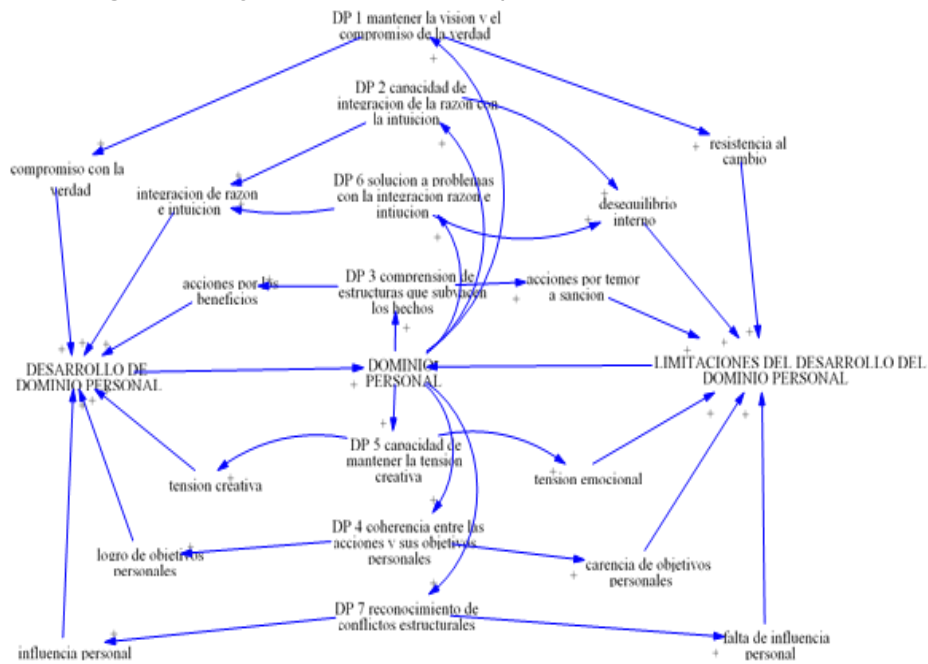 DP 1 mantener la vision y el
compromiso de la verdad
DP 2 capacidad de
integracion de la razon con
la intuicion
resistencia al
cambio
compromiso con la
verdad
integracion de razon
e intuicion
DP 6 solucion a problemas
con la integracion razon e
intiucion
desequilibrio
interno
acciones por los
beneficios
DP 3 comprension de
estructuras que subyacen
los hechos
acciones por temor
a sancion
DESARROLLO DE
DOMINIO PERSONAL
DOMINIO
PERSONAL
LIMITACIONES DEL DESARROLLO DEL
DOMINIO PERSONAL
DP 5 capacidad de
mantener la tension
creativa
tension creativa
tension emocional
DP 4 coherencia entre las
acciones y sus objetivos
personales
logro de objetivos
personales
carencia de objetivos
personales
DP 7 reconocimiento de
conflictos estructurales
influencia personal
falta de influencia
personal